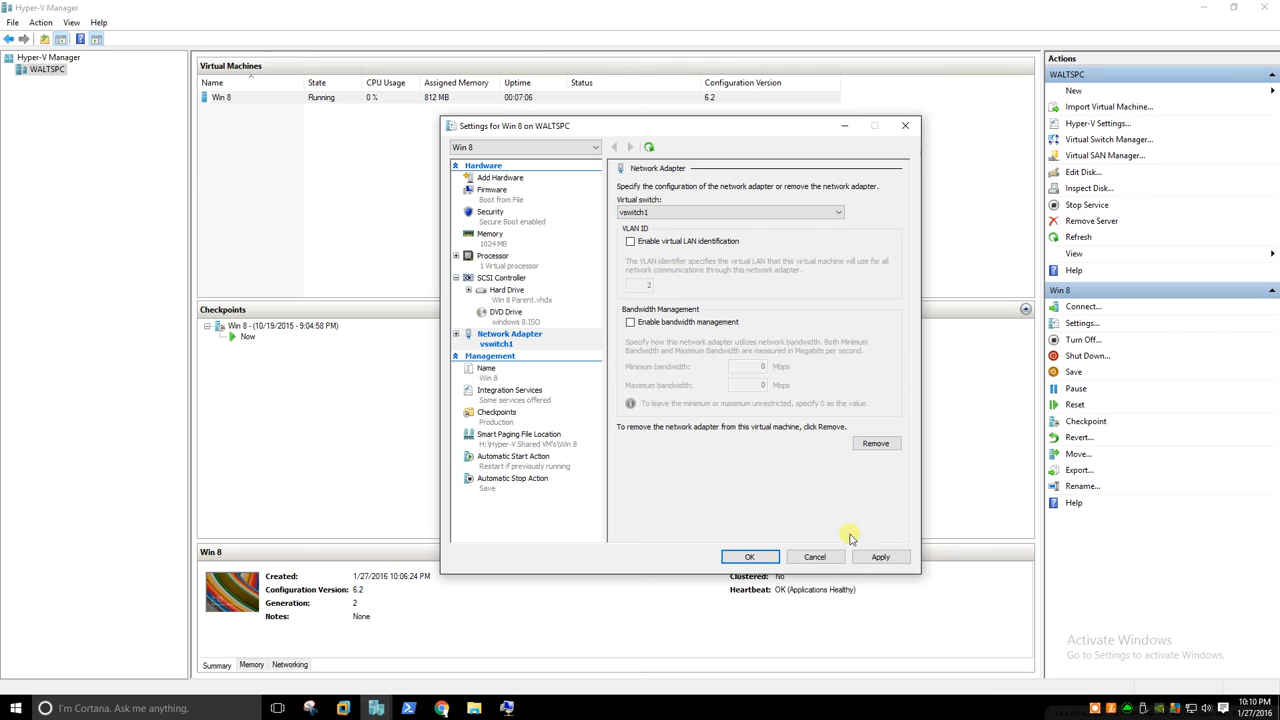 Hyper-V Manager
File Action View Help
Hyper-V Manager
WALTSPC
Virtual Machines
Name State CPU Usage Assigned Memory Uptime Status Configuration Version
Win 8 Running 0 % 812 MB 00:07:06 6.2
Settings for Win 8 on WALTSPC
Win 8
Hardware
Add Hardware
Firmware
Boot from File
Security
Secure Boot enabled
Memory
1024 MB
Processor
1 Virtual processor
SCSI Controller
Hard Drive
Win 8 Parent.vhdx
DVD Drive
windows 8.ISO
Network Adapter
vswitch1
Management
Name
Win 8
Integration Services
Some services offered
Checkpoints
Production
Smart Paging File Location
H:\Hyper-V Shared VM's\Win 8
Automatic Start Action
Restart if previously running
Automatic Stop Action
Save
Network Adapter
Specify the configuration of the network adapter or remove the network adapter.
Virtual switch:
vswitch1
VLAN ID
Enable virtual LAN identification
The VLAN identifier specifies the virtual LAN that this virtual machine will use for all
network communications through this network adapter.
2
Bandwidth Management
Enable bandwidth management
Specify how this network adapter utilizes network bandwidth. Both Minimum
Bandwidth and Maximum Bandwidth are measured in Megabits per second.
Minimum bandwidth: 0 Mbps
Maximum bandwidth: 0 Mbps
To leave the minimum or maximum unrestricted, specify 0 as the value.
To remove the network adapter from this virtual machine, click Remove.
Remove
OK Cancel Apply
Checkpoints
Win 8 - (10/19/2015 - 9:04:58 PM)
Now
Win 8
Created: 1/27/2016 10:06:24 PM
Configuration Version: 6.2
Generation: 2
Notes: None
Clustered: No
Heartbeat: OK (Applications Healthy)
Summary Memory Networking
Actions
WALTSPC
New
Import Virtual Machine...
Hyper-V Settings...
Virtual Switch Manager...
Virtual SAN Manager...
Edit Disk...
Inspect Disk...
Stop Service
Remove Server
Refresh
View
Help
Win 8
Connect...
Settings...
Turn Off...
Shut Down...
Save
Pause
Reset
Checkpoint
Revert...
Move...
Export...
Rename...
Help
Activate Windows
Go to Settings to activate Windows.
I'm Cortana. Ask me anything.
10:10 PM
1/27/2016